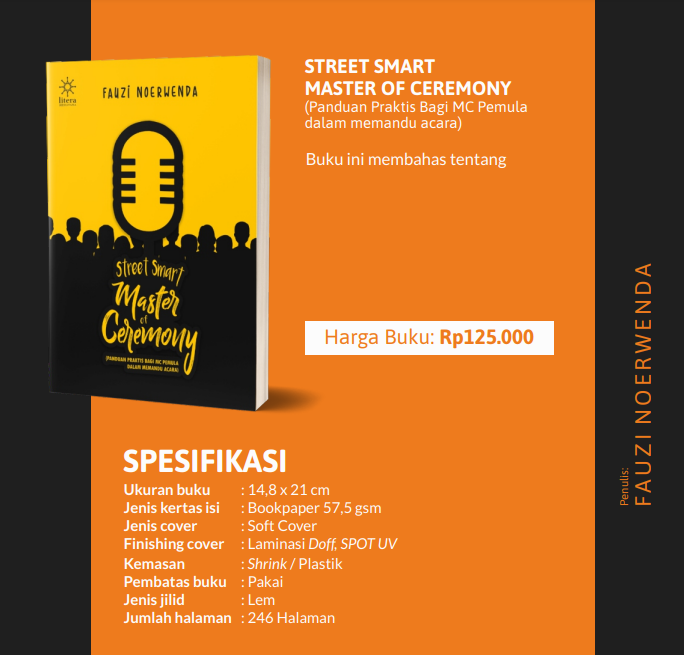 litera
FAUZI NOERWENDA
Street Smart
Master
of
Ceremony
(PANDUAN PRAKTIS BAGI MC PEMULA
DALAM MEMANDU ACARA)
STREET SMART
MASTER OF CEREMONY
(Panduan Praktis Bagi MC Pemula
dalam memandu acara)
Buku ini membahas tentang
Harga Buku: Rp125.000
SPESIFIKASI
Ukuran buku : 14,8 x 21 cm
Jenis kertas isi : Bookpaper 57,5 gsm
Jenis cover : Soft Cover
Finishing cover : Laminasi Doff, SPOT UV
Kemasan : Shrink / Plastik
Pembatas buku : Pakai
Jenis jilid : Lem
Jumlah halaman : 246 Halaman
Penulis:
FAUZI NOERWENDA